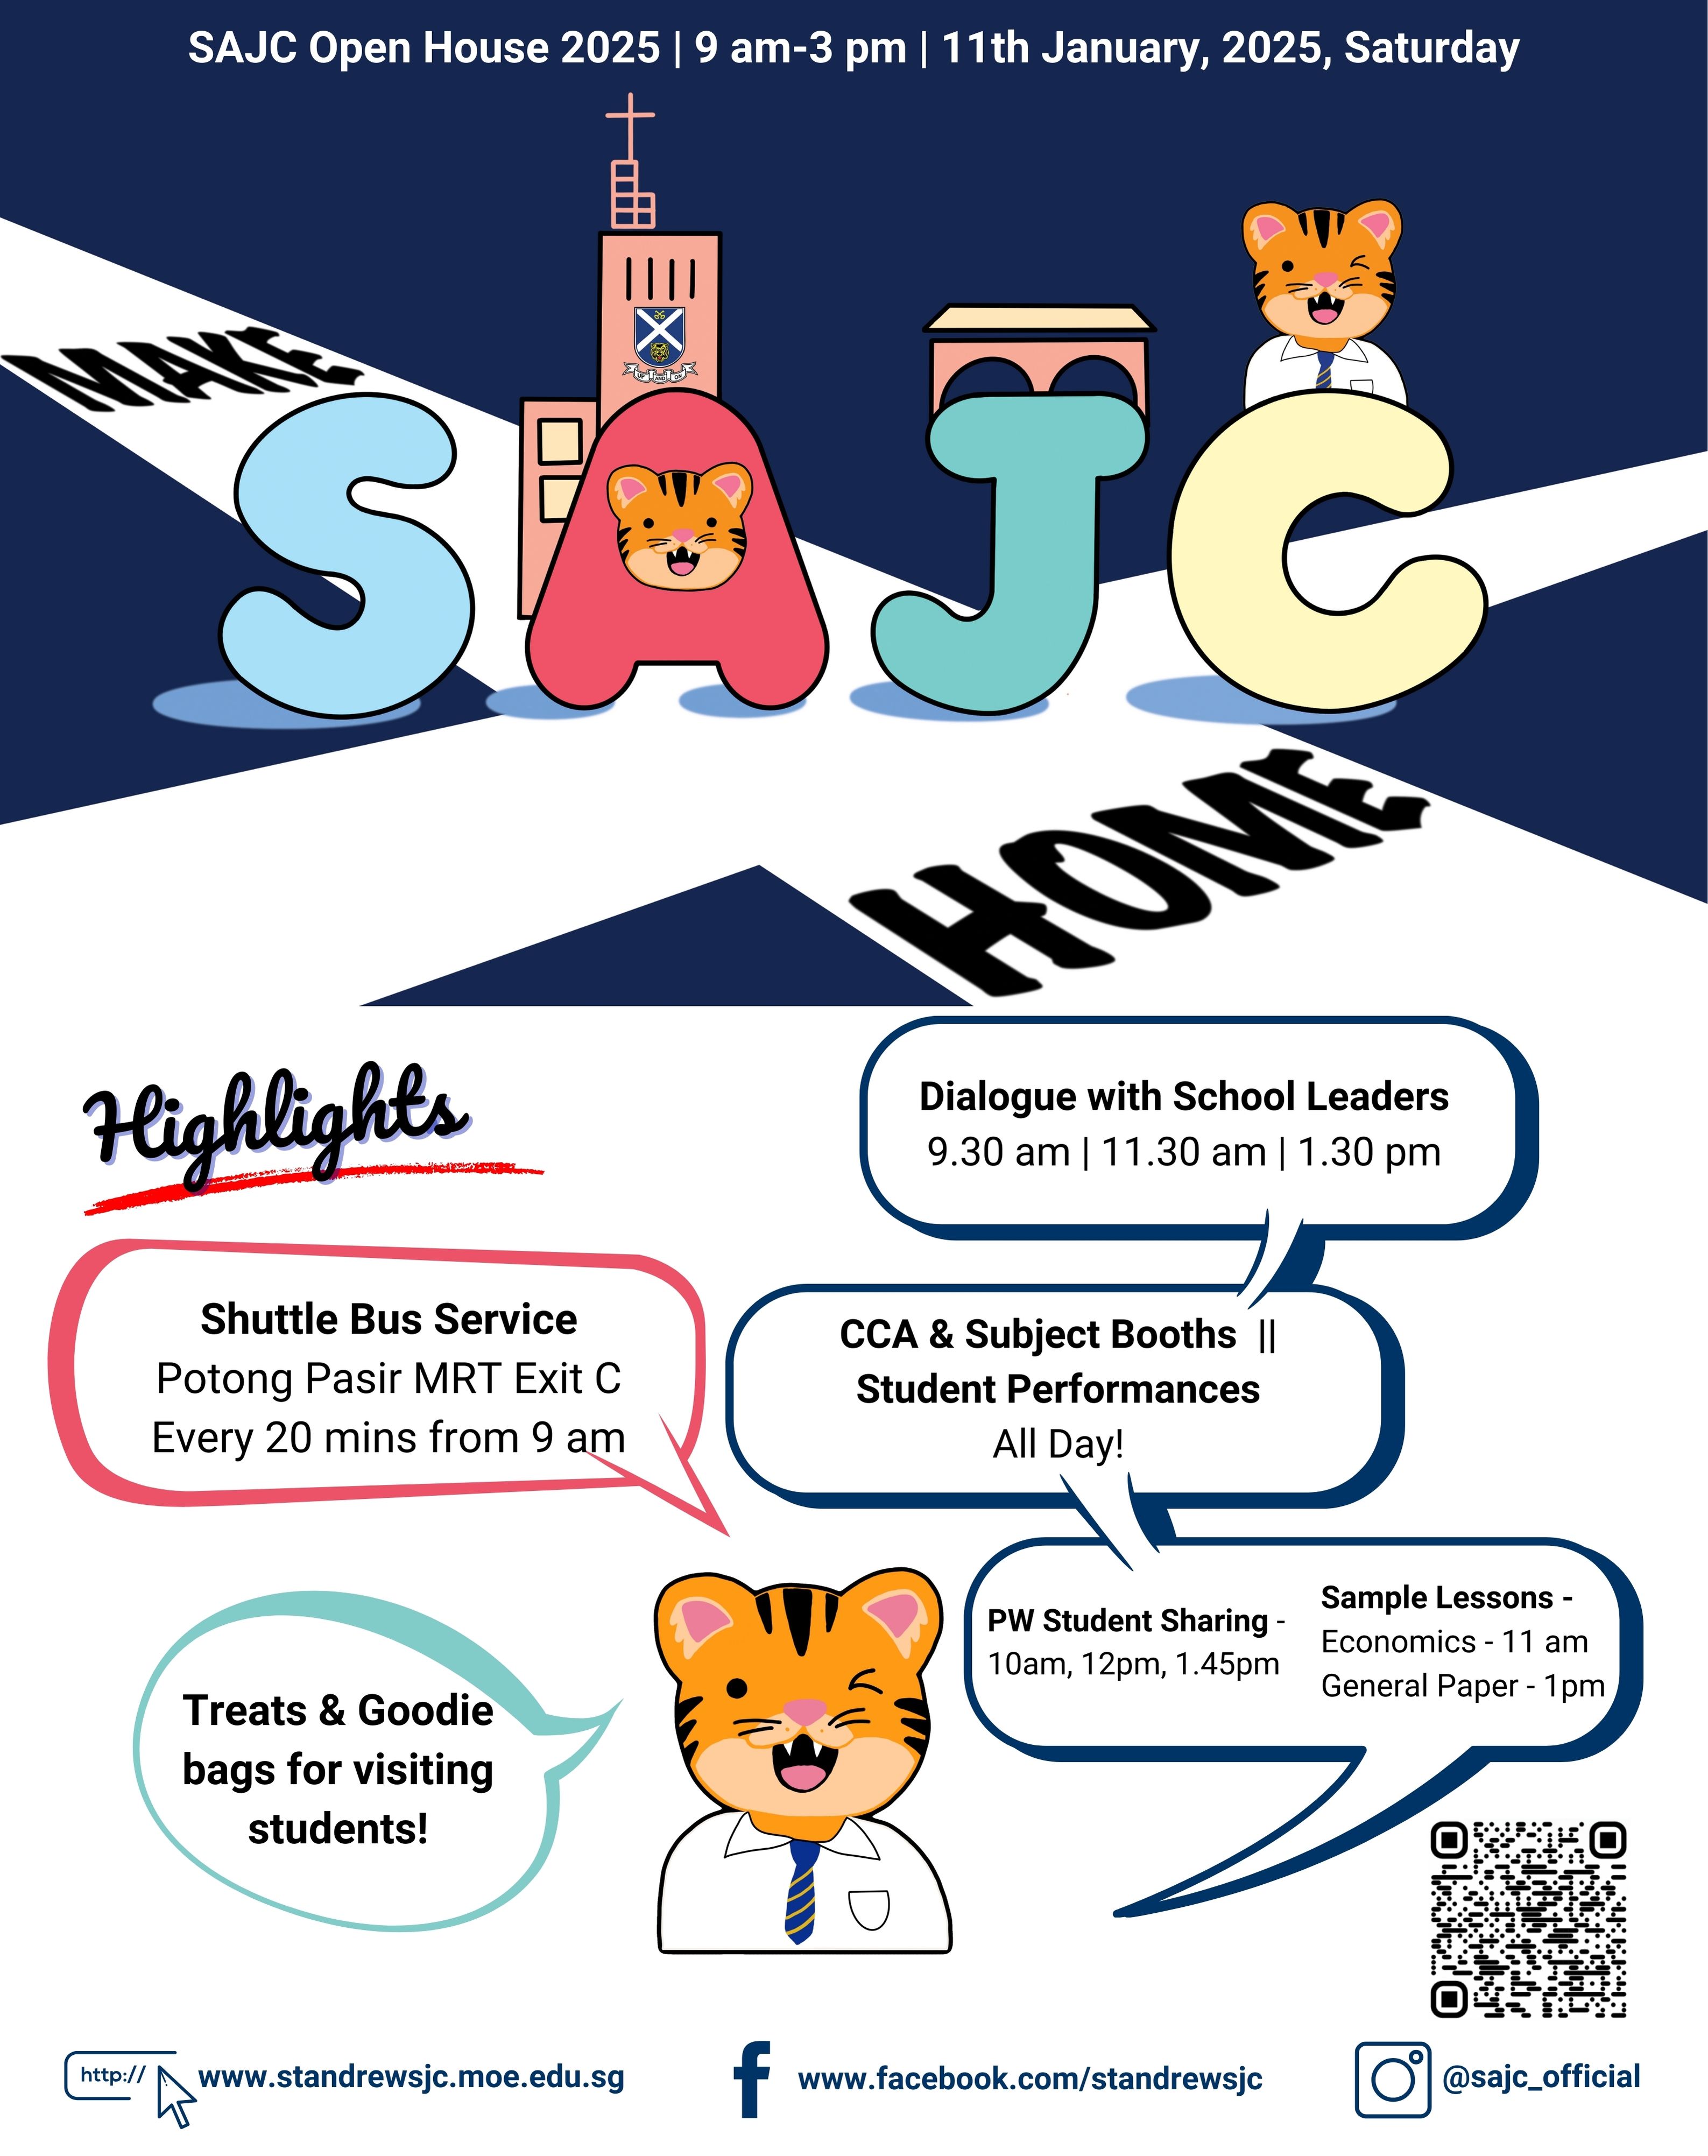 SAJC Open House 2025 | 9 am-3 pm | 11th January, 2025, Saturday
MAKE
SAJC
UP AND ON
HOME
Highlights
Dialogue with School Leaders
9.30 am | 11.30 am | 1.30 pm
Shuttle Bus Service
Potong Pasir MRT Exit C
Every 20 mins from 9 am
CCA & Subject Booths ||
Student Performances
All Day!
PW Student Sharing -
10am, 12pm, 1.45pm
Sample Lessons -
Economics - 11 am
General Paper - 1pm
Treats & Goodie
bags for visiting
students!
http://
www.standrewsjc.moe.edu.sg
www.facebook.com/standrewsjc
@sajc_official